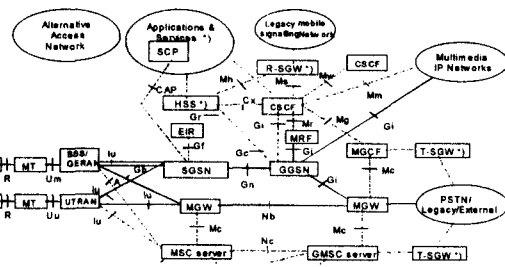 Alternative
Access
Network
Applications &
Services *)
SCP
Legacy mobile
signallingNetwork
Multimedia
IP Networks
CAP
Mh
R-SGW *)
Ms
Mw
CSCF
Mm
HSS *)
Cx
CSCF
Gr
Gi
Mr
Mg
Gi
EIR
Gf
Gc
MRF
Gi
MGCF
T-SGW *)
BSS/
GERAN
Iu
Gb
SGSN
Gn
GGSN
Gi
Mc
R
MT
Um
A
Iu
Iu
R
MT
Uu
UTRAN
Iu
MGW
Nb
MGW
PSTN/
Legacy/External
Mc
Mc
MSC server
Nc
GMSC server
T-SGW *)